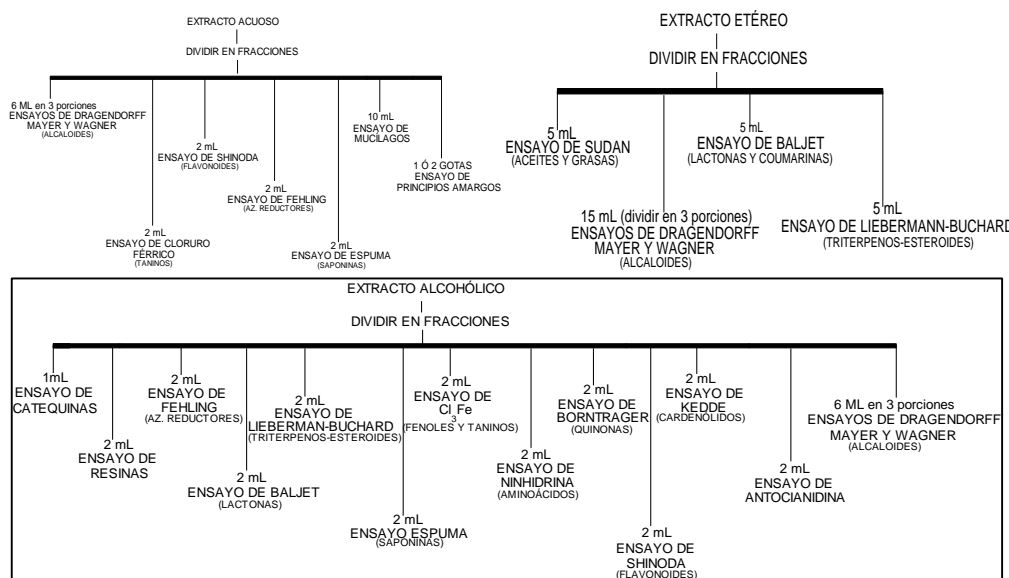 EXTRACTO ACUOSO
DIVIDIR EN FRACCIONES
6 ML en 3 porciones
ENSAYOS DE DRAGENDORFF
MAYER Y WAGNER
(ALCALOIDES)
2 mL
ENSAYO DE CLORURO
FÉRRICO
(TANINOS)
2 mL
ENSAYO DE SHINODA
(FLAVONOIDES)
2 mL
ENSAYO DE FEHLING
(AZ. REDUCTORES)
2 mL
ENSAYO DE ESPUMA
(SAPONINAS)
10 mL
ENSAYO DE
MUCÍLAGOS
1 Ó 2 GOTAS
ENSAYO DE
PRINCIPIOS AMARGOS
EXTRACTO ETÉREO
DIVIDIR EN FRACCIONES
5 mL
ENSAYO DE SUDAN
(ACEITES Y GRASAS)
15 mL (dividir en 3 porciones)
ENSAYOS DE DRAGENDORFF
MAYER Y WAGNER
(ALCALOIDES)
5 mL
ENSAYO DE BALJET
(LACTONAS Y COUMARINAS)
5 mL
ENSAYO DE LIEBERMANN-BUCHARD
(TRITERPENOS-ESTEROIDES)
EXTRACTO ALCOHÓLICO
DIVIDIR EN FRACCIONES
1mL
ENSAYO DE
CATEQUINAS
2 mL
ENSAYO DE
RESINAS
2 mL
ENSAYO DE
FEHLING
(AZ. REDUCTORES)
2 mL
ENSAYO DE BALJET
(LACTONAS)
2 mL
ENSAYO DE
LIEBERMAN-BUCHARD
(TRITERPENOS-ESTEROIDES)
2 mL
ENSAYO ESPUMA
(SAPONINAS)
2 mL
ENSAYO DE
Cl3Fe
(FENOLES Y TANINOS)
2 mL
ENSAYO DE
NINHIDRINA
(AMINOÁCIDOS)
2 mL
ENSAYO DE
BORNTRAGER
(QUINONAS)
2 mL
ENSAYO DE
SHINODA
(FLAVONOIDES)
2 mL
ENSAYO DE
KEDDE
(CARDENÓLIDOS)
2 mL
ENSAYO DE
ANTOCIANIDINA
6 ML en 3 porciones
ENSAYOS DE DRAGENDORFF
MAYER Y WAGNER
(ALCALOIDES)